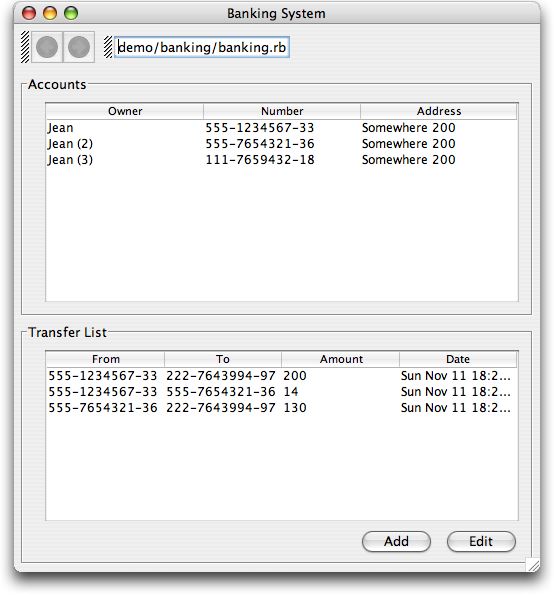 Banking System
demo/banking/banking.rb
Accounts
Owner Number Address
Jean 555-1234567-33 Somewhere 200
Jean (2) 555-7654321-36 Somewhere 200
Jean (3) 111-7659432-18 Somewhere 200
Transfer List
From To Amount Date
555-1234567-33 222-7643994-97 200 Sun Nov 11 18:2...
555-1234567-33 555-7654321-36 14 Sun Nov 11 18:2...
555-7654321-36 222-7643994-97 130 Sun Nov 11 18:2...
Add Edit